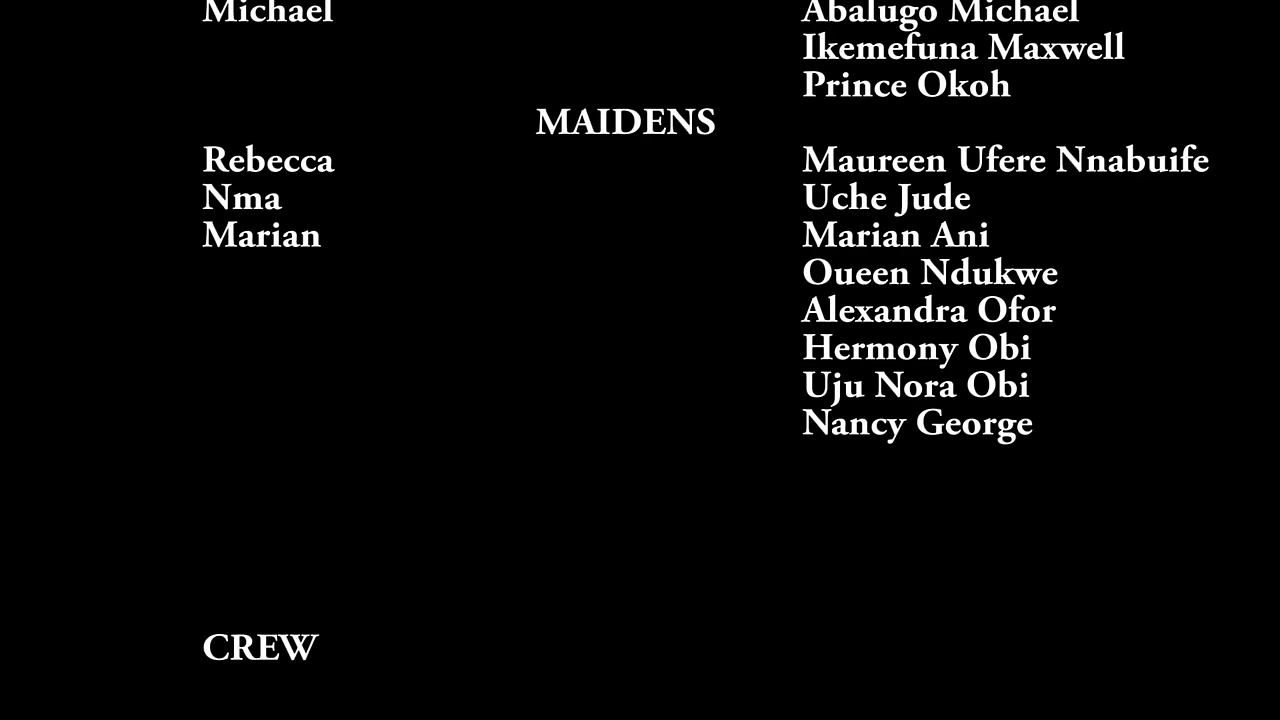 Michael Abalugo Michael
Ikemefuna Maxwell
Prince Okoh
MAIDENS
Rebecca Maureen Ufere Nnabuife
Nma Uche Jude
Marian Marian Ani
Oueen Ndukwe
Alexandra Ofor
Hermony Obi
Uju Nora Obi
Nancy George
CREW